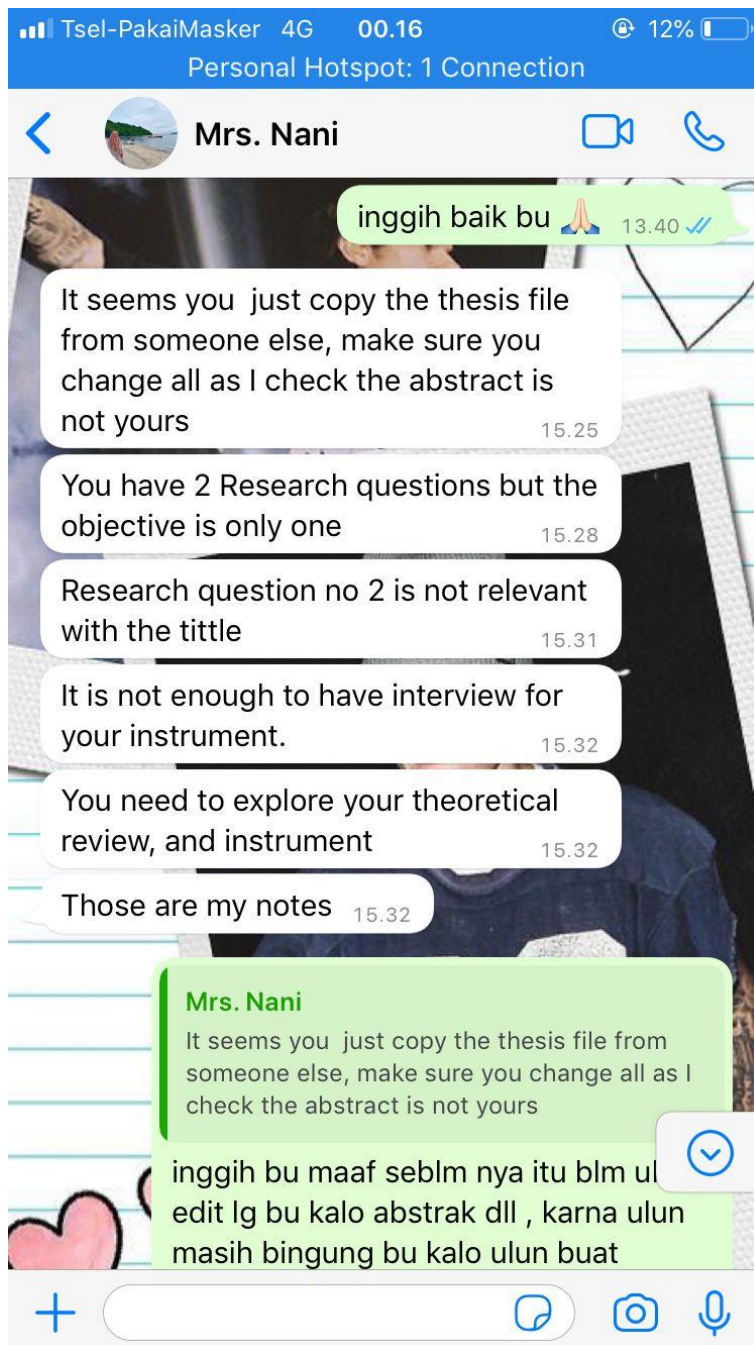 Tsel-PakaiMasker 4G 00.16 12%
Personal Hotspot: 1 Connection
Mrs. Nani
inggih baik bu 🙏🏻 13.40
It seems you just copy the thesis file
from someone else, make sure you
change all as I check the abstract is
not yours 15.25
You have 2 Research questions but the
objective is only one 15.28
Research question no 2 is not relevant
with the tittle 15.31
It is not enough to have interview for
your instrument. 15.32
You need to explore your theoretical
review, and instrument 15.32
Those are my notes 15.32
Mrs. Nani
It seems you just copy the thesis file from
someone else, make sure you change all as I
check the abstract is not yours
inggih bu maaf seblm nya itu blm
edit lg bu kalo abstrak dll , karna ulun
masih bingung bu kalo ulun buat